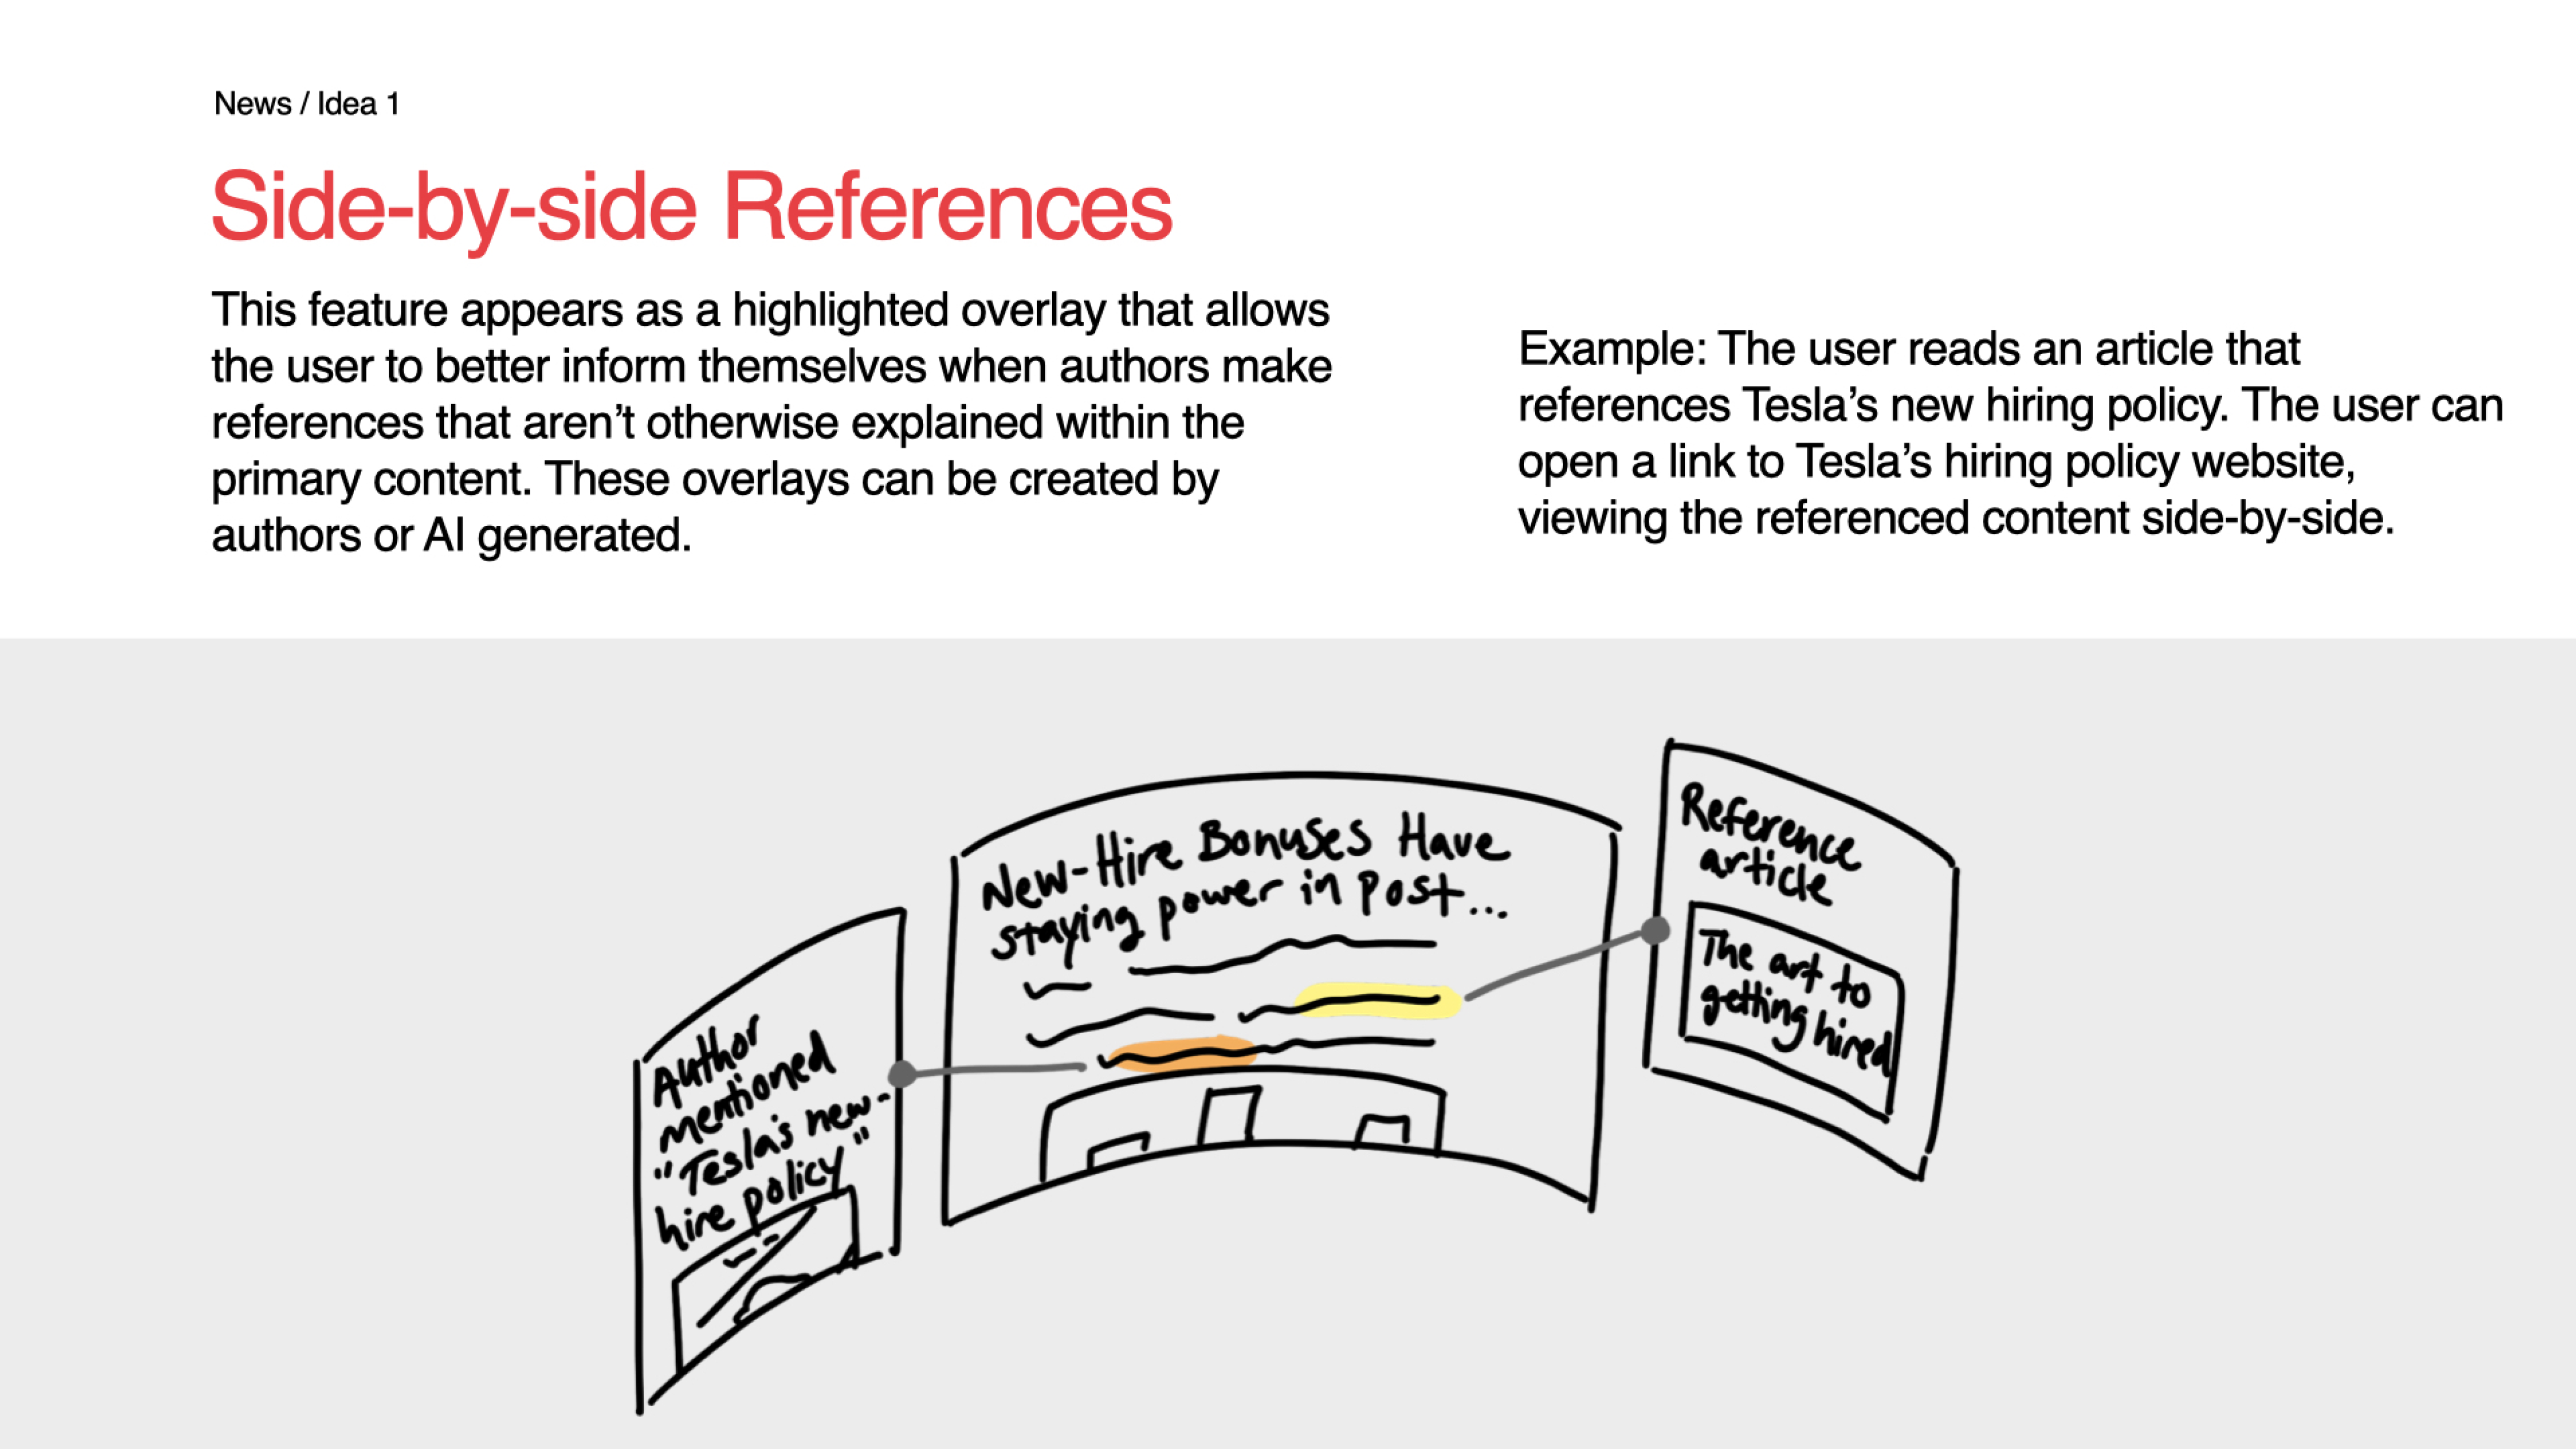 News / Idea 1
Side-by-side References
This feature appears as a highlighted overlay that allows
the user to better inform themselves when authors make
references that aren't otherwise explained within the
primary content. These overlays can be created by
authors or AI generated.
Example: The user reads an article that
references Tesla's new hiring policy. The user can
open a link to Tesla's hiring policy website,
viewing the referenced content side-by-side.
Author
mentioned
"Tesla's new-
hire policy"
New-Hire Bonuses Have
staying power in Post...
Reference
article
The art to
getting hired